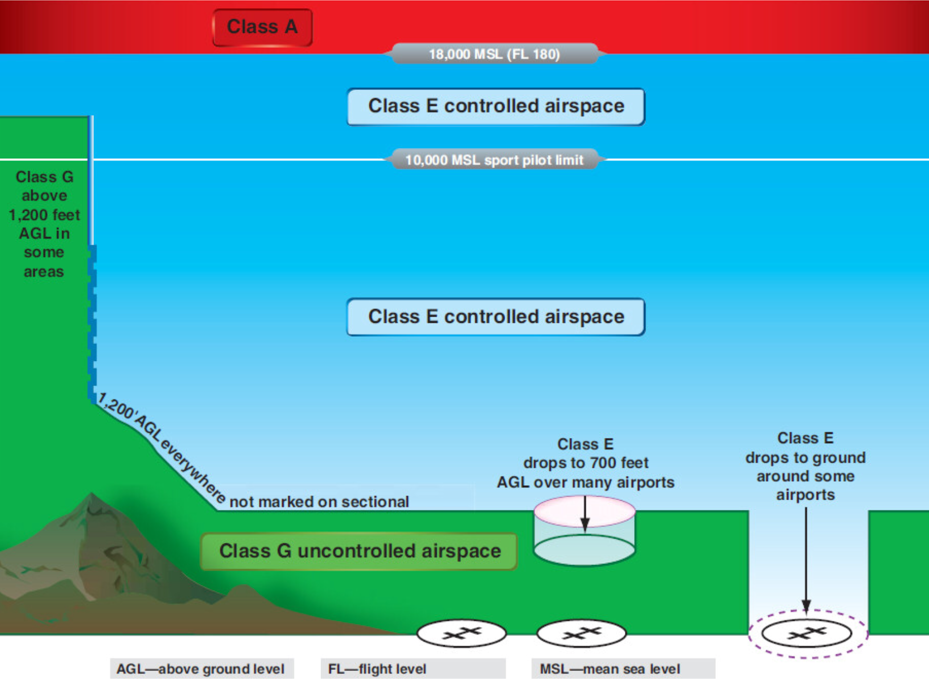 Class A
18,000 MSL (FL 180)
Class E controlled airspace
10,000 MSL sport pilot limit
Class G
above
1,200 feet
AGL in
some
areas
Class E controlled airspace
1,200'AGL everywhere
not marked on sectional
Class E
drops to 700 feet
AGL over many airports
Class E
drops to ground
around some
airports
Class G uncontrolled airspace
AGL—above ground level
FL—flight level
MSL—mean sea level